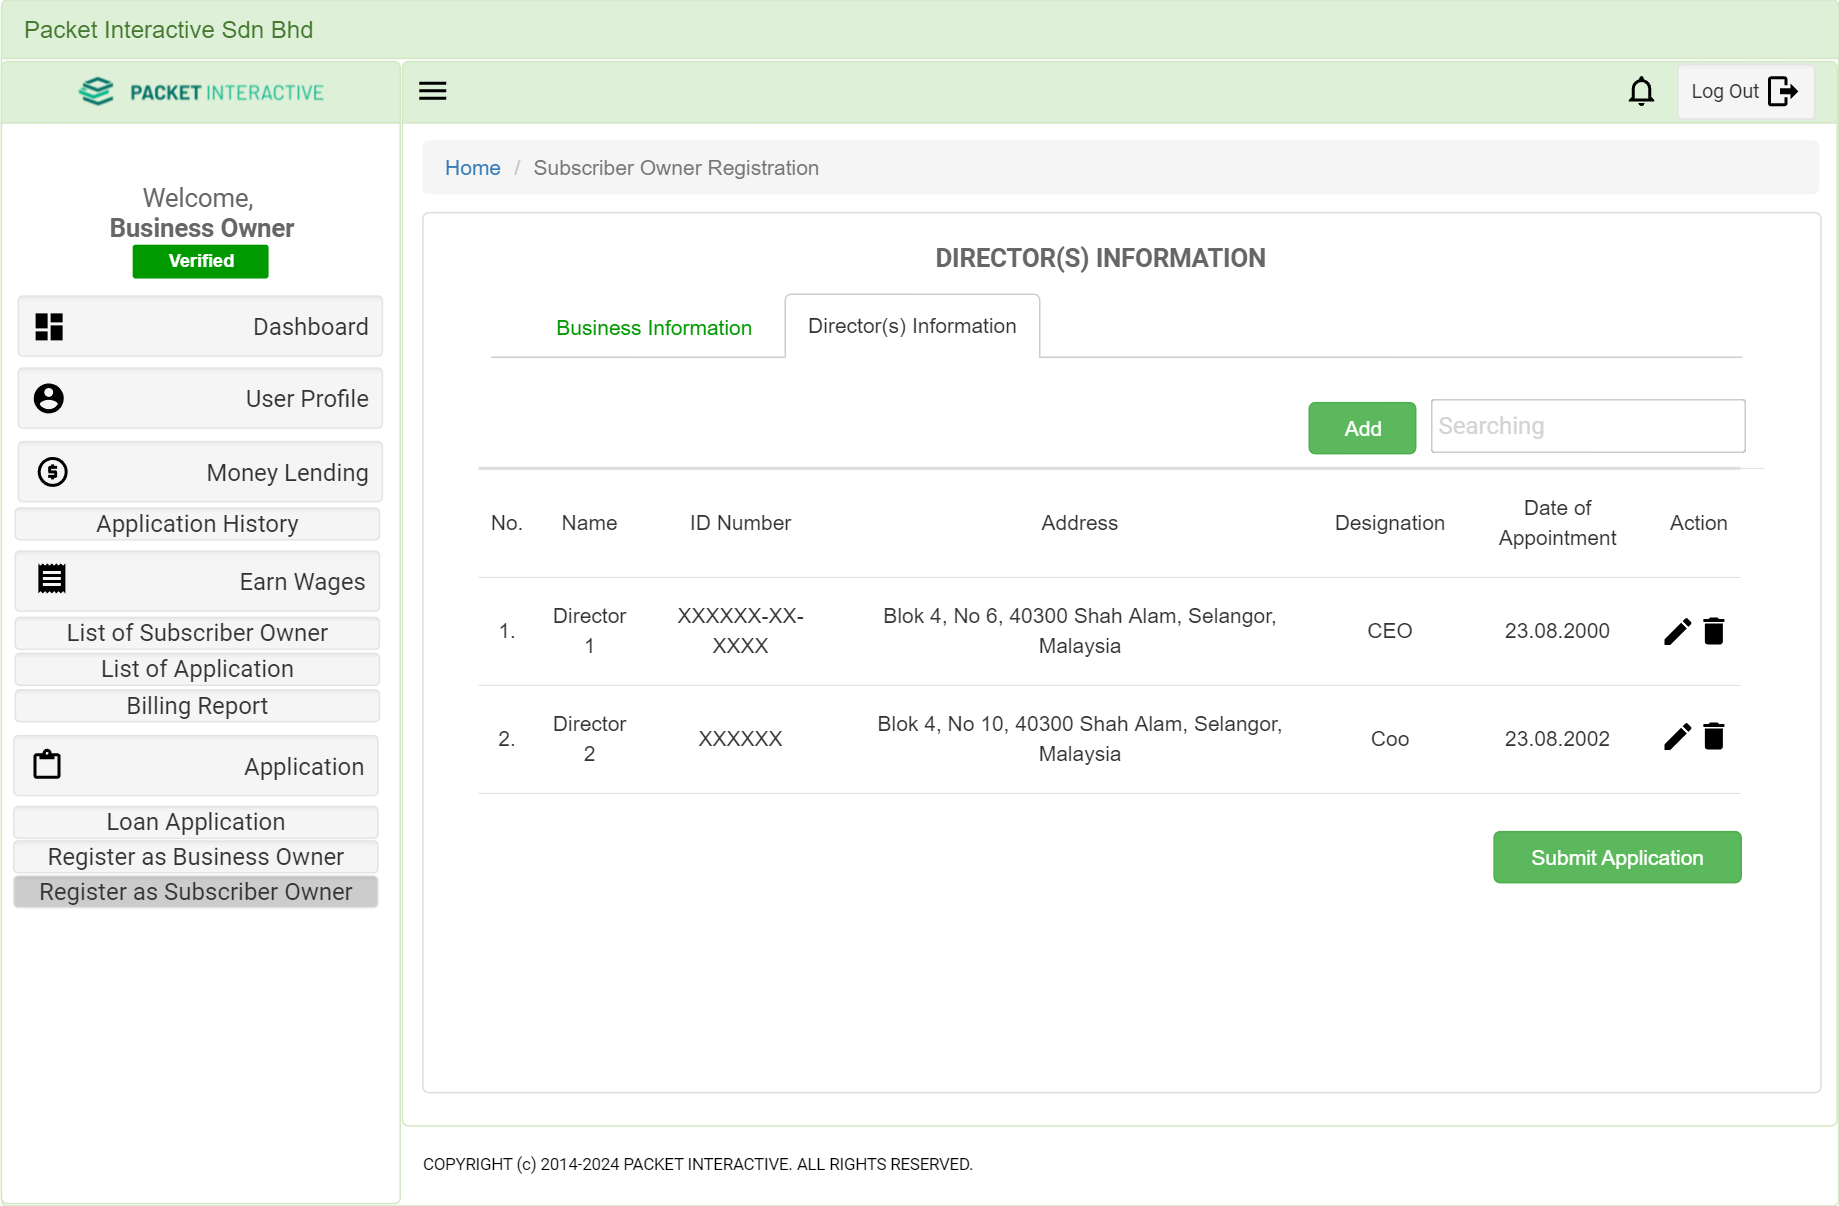 Packet Interactive Sdn Bhd
PACKET INTERACTIVE
Log Out
Home / Subscriber Owner Registration
Welcome,
Business Owner
Verified
Dashboard
User Profile
Money Lending
Application History
Earn Wages
List of Subscriber Owner
List of Application
Billing Report
Application
Loan Application
Register as Business Owner
Register as Subscriber Owner
DIRECTOR(S) INFORMATION
Business Information
Director(s) Information
Add
Searching
No. Name ID Number Address Designation Date of
Appointment Action
1. Director
1 XXXXXX-XX-
XXXX Blok 4, No 6, 40300 Shah Alam, Selangor,
Malaysia CEO 23.08.2000
2. Director
2 XXXXXX Blok 4, No 10, 40300 Shah Alam, Selangor,
Malaysia Coo 23.08.2002
Submit Application
COPYRIGHT (c) 2014-2024 PACKET INTERACTIVE. ALL RIGHTS RESERVED.